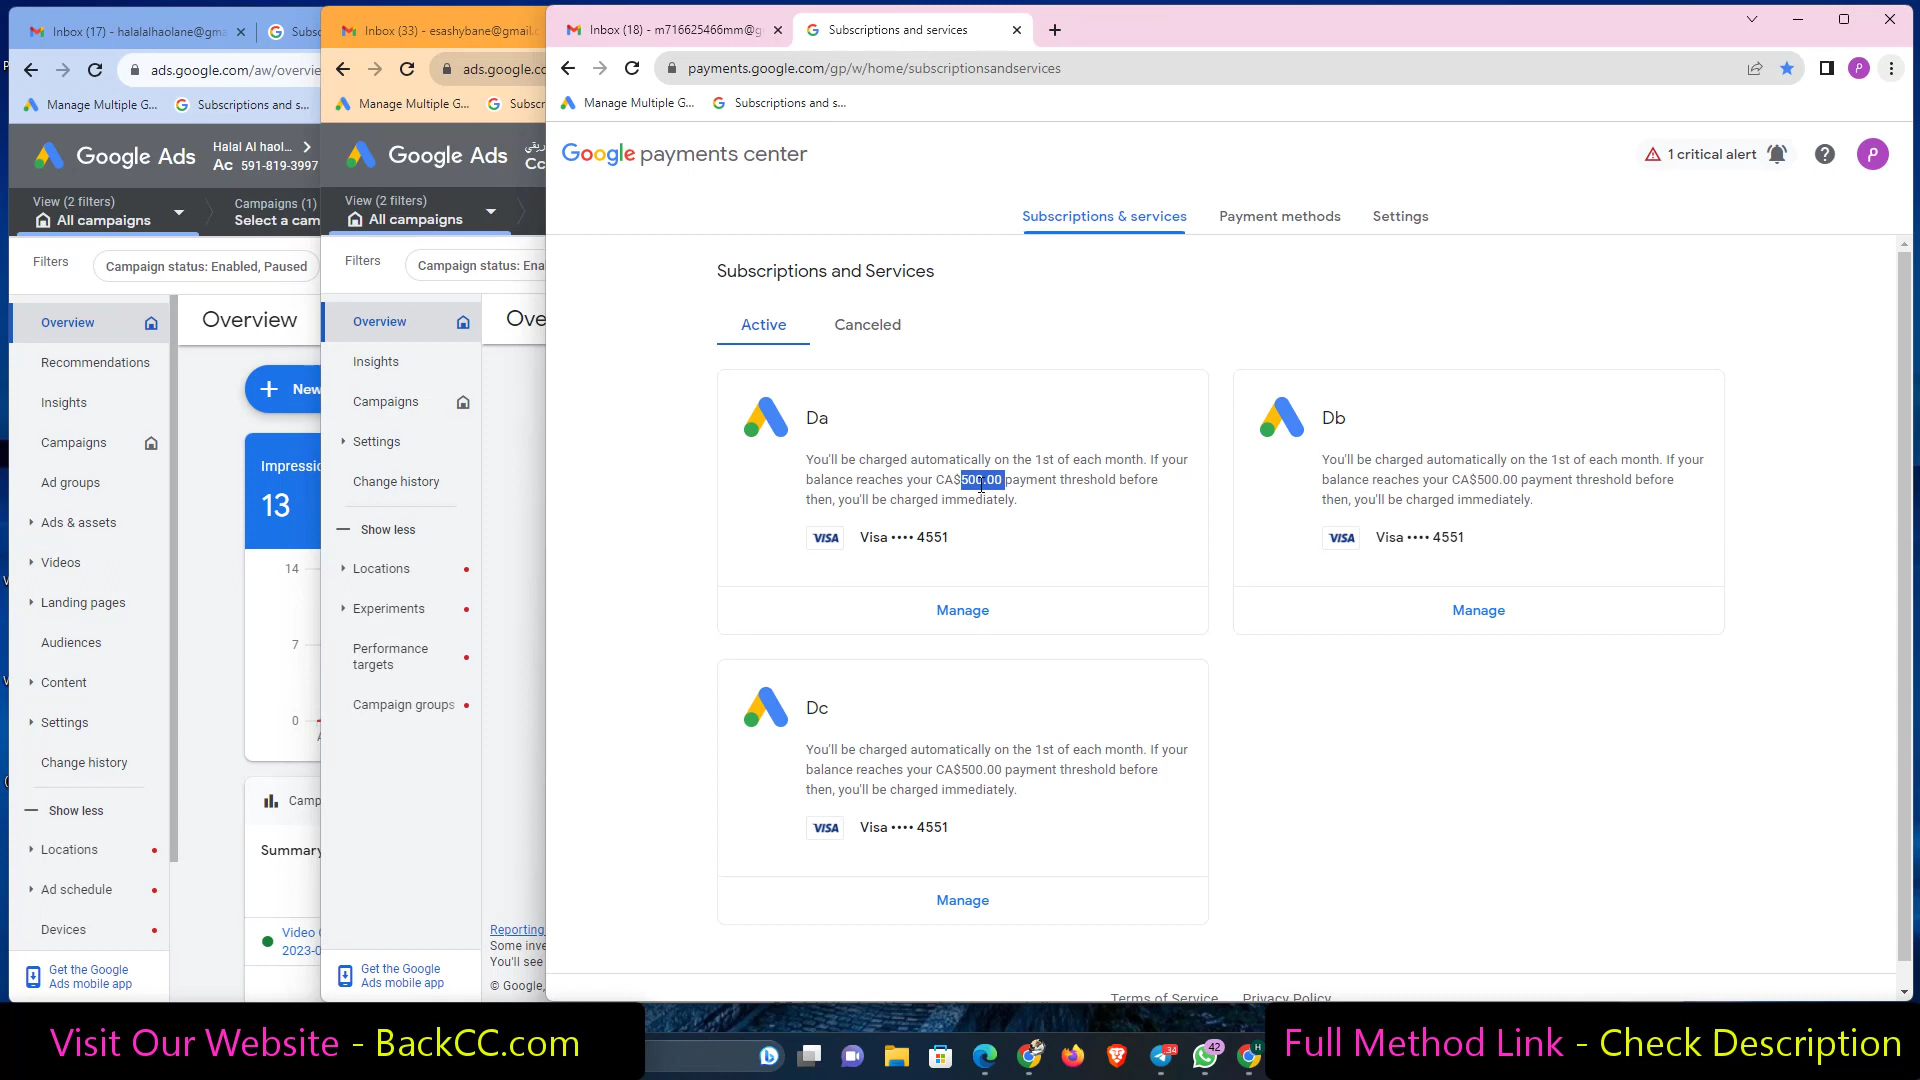 Inbox (17) - halalalhaolane@gma
Subsc
ads.google.com/aw/overvie
Manage Multiple G...
Subscriptions and s...
Google Ads
Halal Al haol...
Ac 591-819-3997
View (2 filters)
All campaigns
Campaigns (1)
Select a cam
Filters
Campaign status: Enabled, Paused
Overview
Recommendations
Insights
Campaigns
Ad groups
Ads & assets
Videos
Landing pages
Audiences
Content
Settings
Change history
Show less
Locations
Ad schedule
Devices
Get the Google
Ads mobile app
Overview
New
Impressio
13
14
7
0
Camp
Summary
Video
2023-0
Inbox (33) - esashybane@gmail.c
ads.google.co
Manage Multiple G...
Subsc
Google Ads
Cc
View (2 filters)
All campaigns
Filters
Campaign status: Ena
Overview
Insights
Campaigns
Settings
Change history
Show less
Locations
Experiments
Performance
targets
Campaign groups
Get the Google
Ads mobile app
Ove
Reporting
Some inve
You'll see
© Google,
Inbox (18) - m716625466mm@g
Subscriptions and services
payments.google.com/gp/w/home/subscriptionsandservices
P
Manage Multiple G...
Subscriptions and s...
Google payments center
1 critical alert
P
Subscriptions & services
Payment methods
Settings
Subscriptions and Services
Active
Canceled
Da
You'll be charged automatically on the 1st of each month. If your
balance reaches your CA$500.00 payment threshold before
then, you'll be charged immediately.
VISA
Visa •••• 4551
Manage
Db
You'll be charged automatically on the 1st of each month. If your
balance reaches your CA$500.00 payment threshold before
then, you'll be charged immediately.
VISA
Visa •••• 4551
Manage
Dc
You'll be charged automatically on the 1st of each month. If your
balance reaches your CA$500.00 payment threshold before
then, you'll be charged immediately.
VISA
Visa •••• 4551
Manage
Terms of Service
Privacy Policy
34
42
H
Visit Our Website - BackCC.com
Full Method Link - Check Description